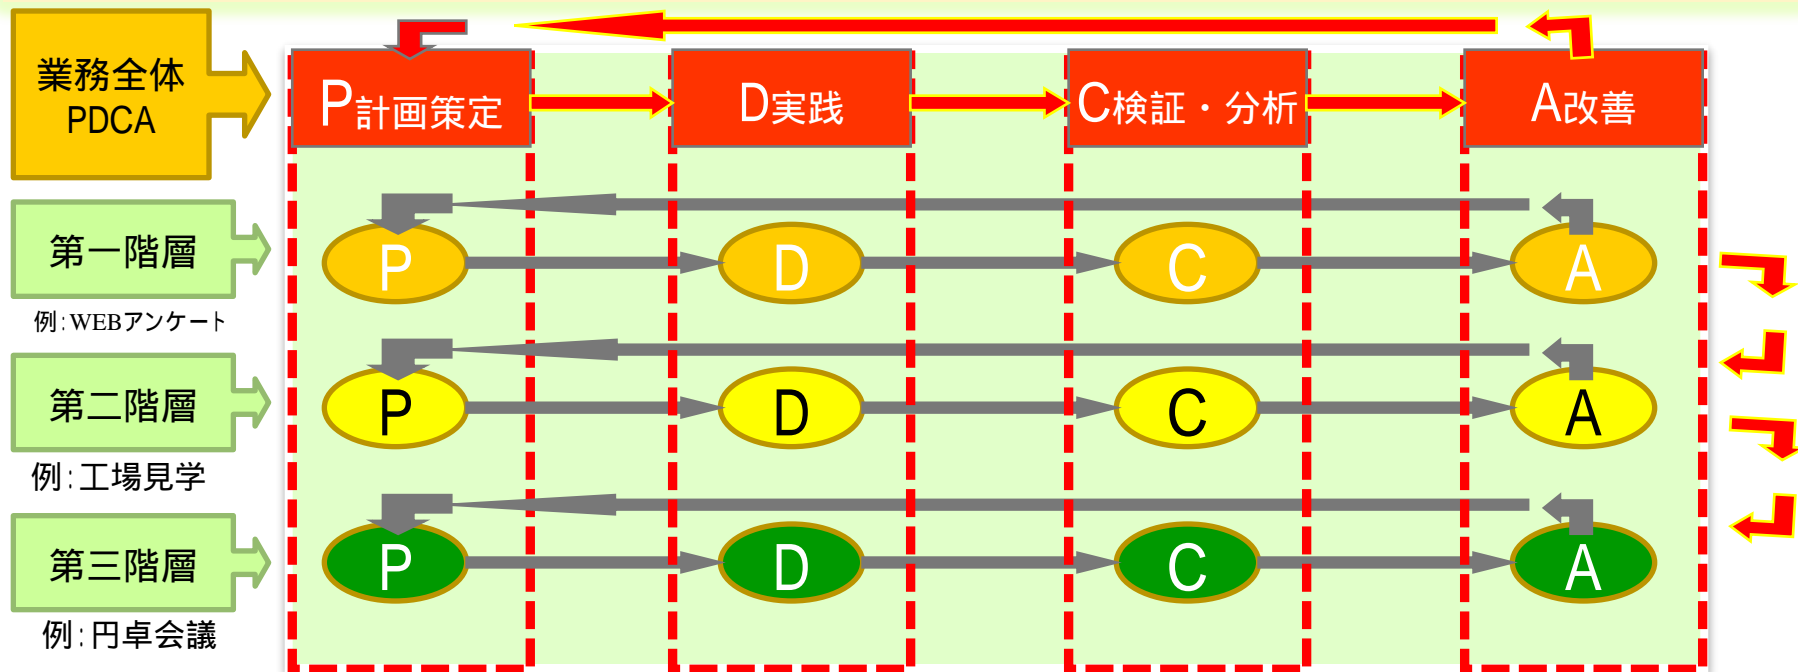 業務全体
PDCA
P計画策定
D実践
C検証・分析
A改善
第一階層
P
D
C
A
例:WEBアンケート
第二階層
P
D
C
A
例:工場見学
第三階層
P
D
C
A
例:円卓会議